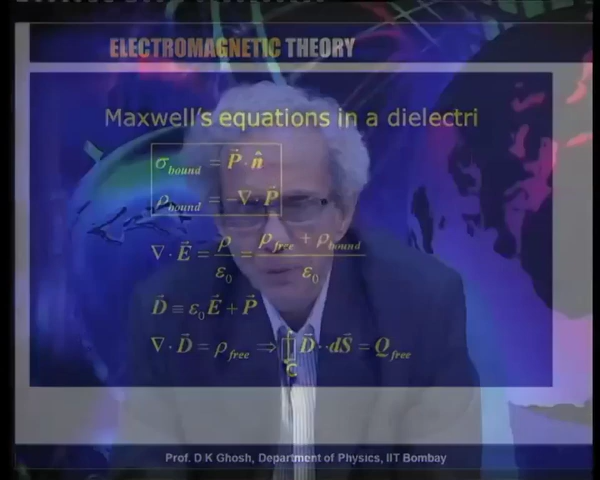 ELECTROMAGNETIC THEORY
Maxwell's equations in a dielectri
σ_bound = P⃗ · n̂
ρ_bound = −∇ · P⃗
∇ · E⃗ = ρ/ε₀ = (ρ_free + ρ_bound)/ε₀
D⃗ ≡ ε₀E⃗ + P⃗
∇ · D⃗ = ρ_free ⇒ ∯_C D⃗ · dS⃗ = Q_free
Prof. D K Ghosh, Department of Physics, IIT Bombay